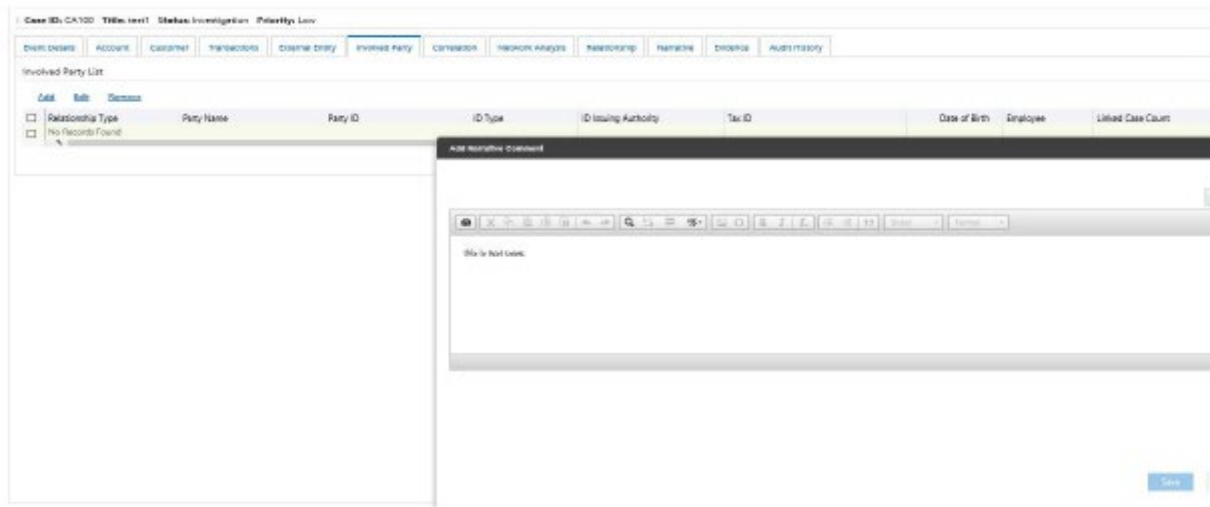 Case ID: CA100 Title: test1 Status: Investigation Priority: Low
Event Details Account Customer Transactions External Entity Involved Party Correlation Network Analysis Relationship Narrative Evidence Audit History
Involved Party List
Add Edit Remove
Relationship Type Party Name Party ID ID Type ID Issuing Authority Tax ID Date of Birth Employee Linked Case Count
No Records Found
Add Narrative Comment
Normal
this is test
Save